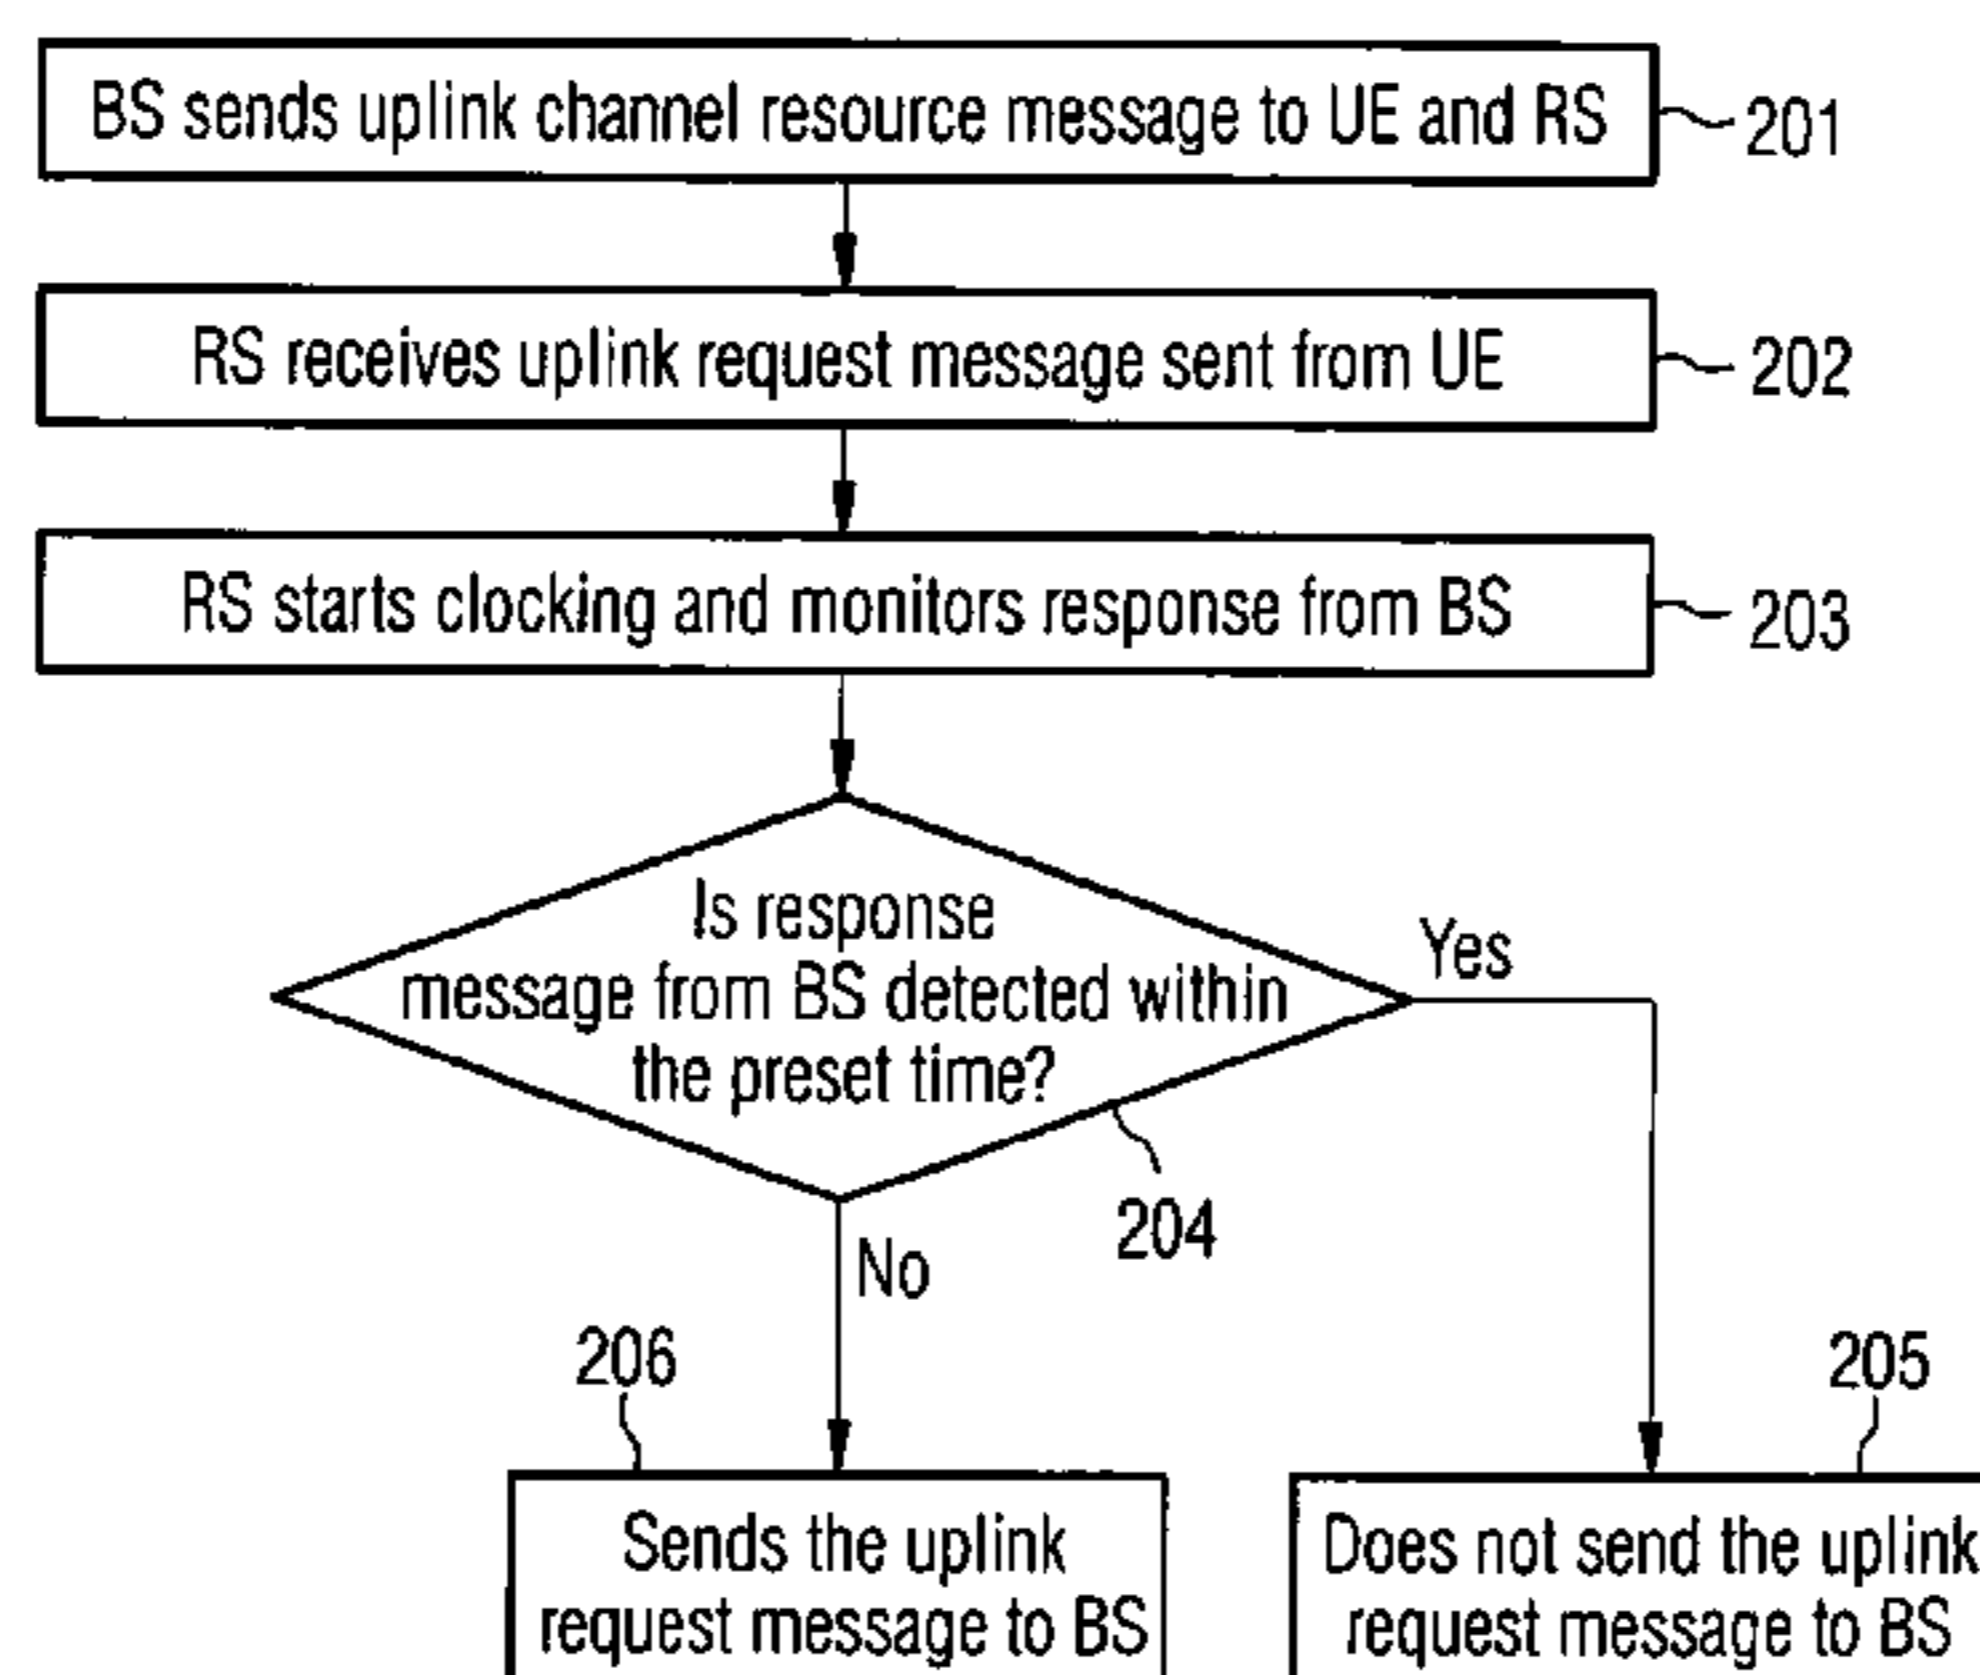 BS sends uplink channel resource message to UE and RS
201
RS receives uplink request message sent from UE
202
RS starts clocking and monitors response from BS
203
Is response
message from BS detected within
the preset time?
Yes
204
No
206
205
Sends the uplink
request message to BS
Does not send the uplink
request message to BS